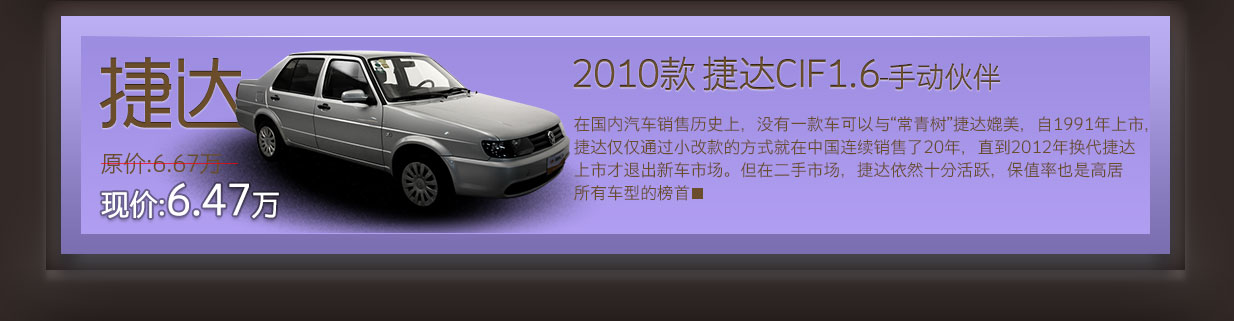 捷达
原价:6.67万
现价:6.47万
2010款 捷达CIF1.6-手动伙伴
在国内汽车销售历史上，没有一款车可以与“常青树”捷达媲美，自1991年上市，
捷达仅仅通过小改款的方式就在中国连续销售了20年，直到2012年换代捷达
上市才退出新车市场。但在二手市场，捷达依然十分活跃，保值率也是高居
所有车型的榜首■